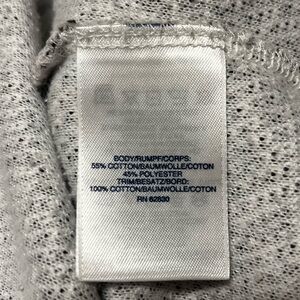 BODY/RUMPF/CORPS:
55% COTTON/BAUMWOLLE/COTON
45% POLYESTER
TRIM/BESATZ/BORD:
100% COTTON/BAUMWOLLE/COTON
RN 62830